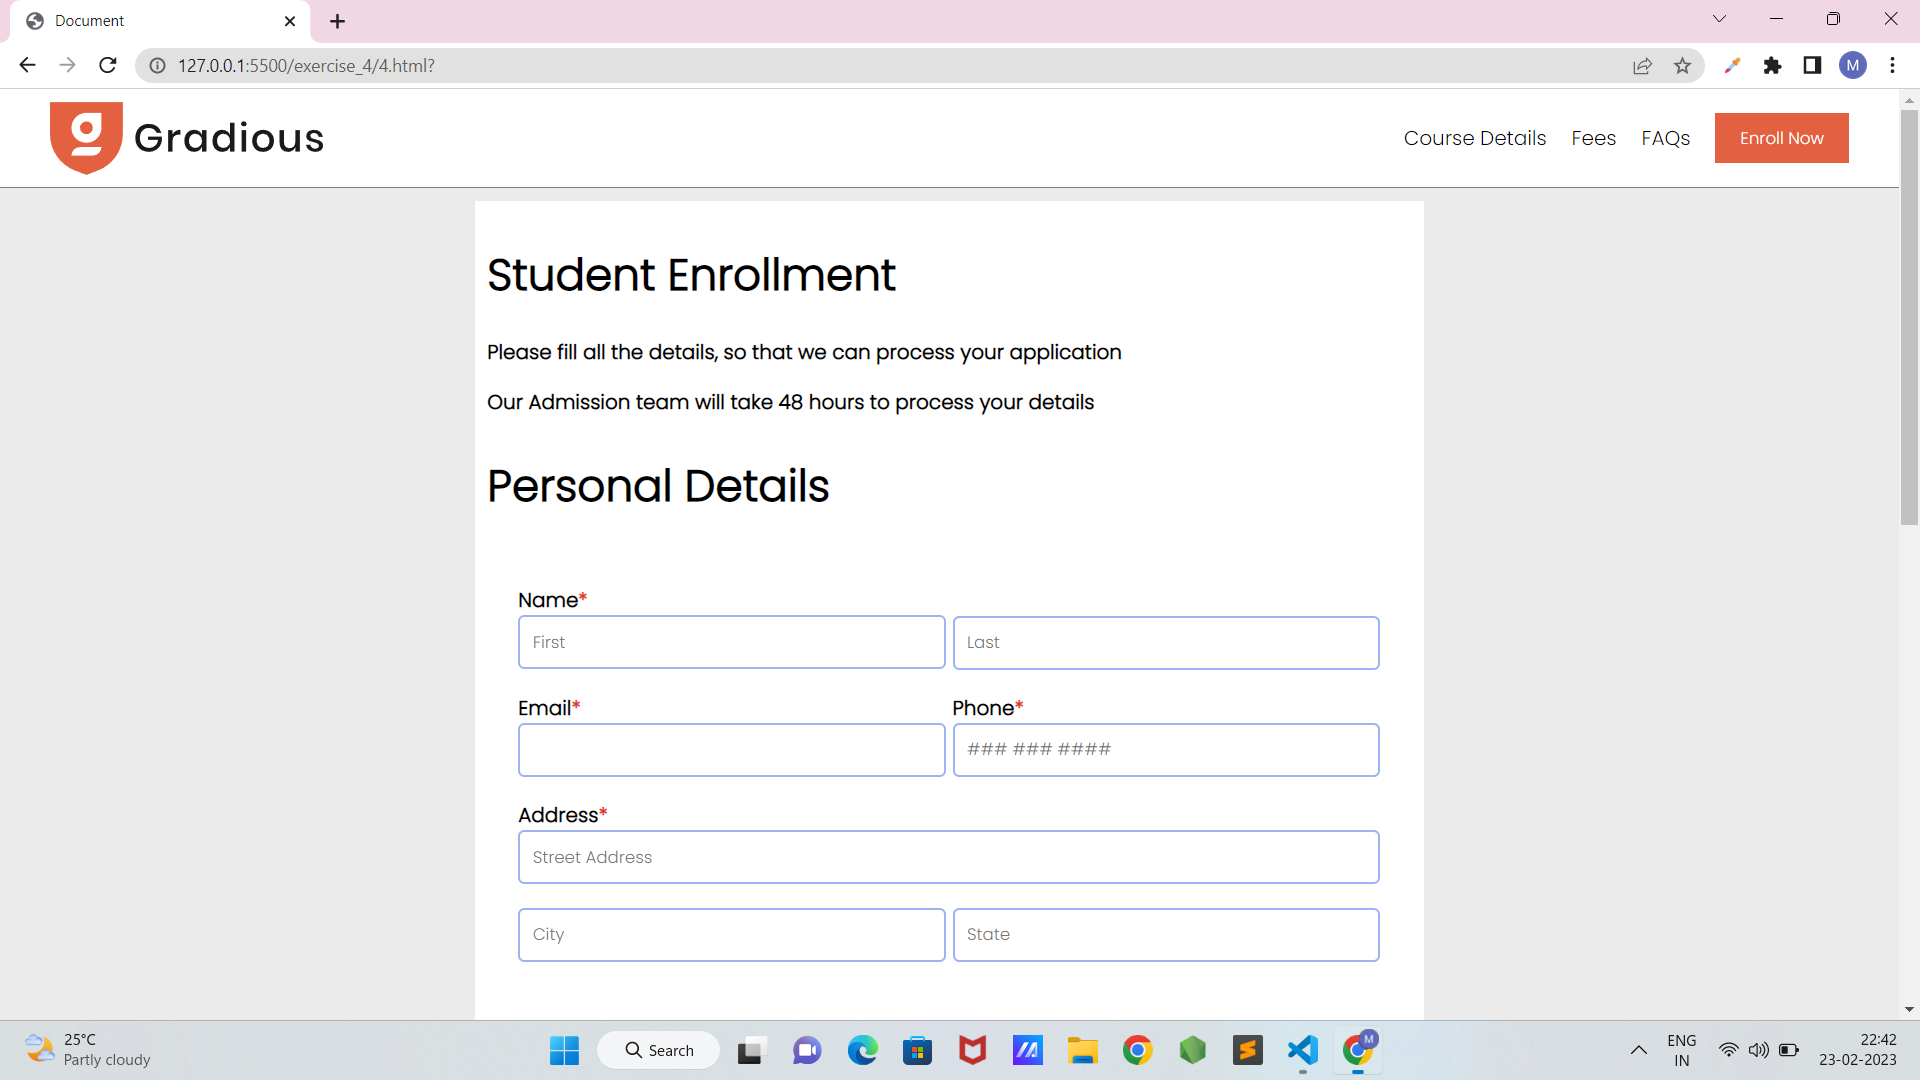 Document
127.0.0.1:5500/exercise_4/4.html?
M
g Gradious
Course Details Fees FAQs Enroll Now
Student Enrollment
Please fill all the details, so that we can process your application
Our Admission team will take 48 hours to process your details
Personal Details
Name*
First Last
Email* Phone*
### ### ####
Address*
Street Address
City State
25°C
Partly cloudy
Search
M
ENG
IN
22:42
23-02-2023